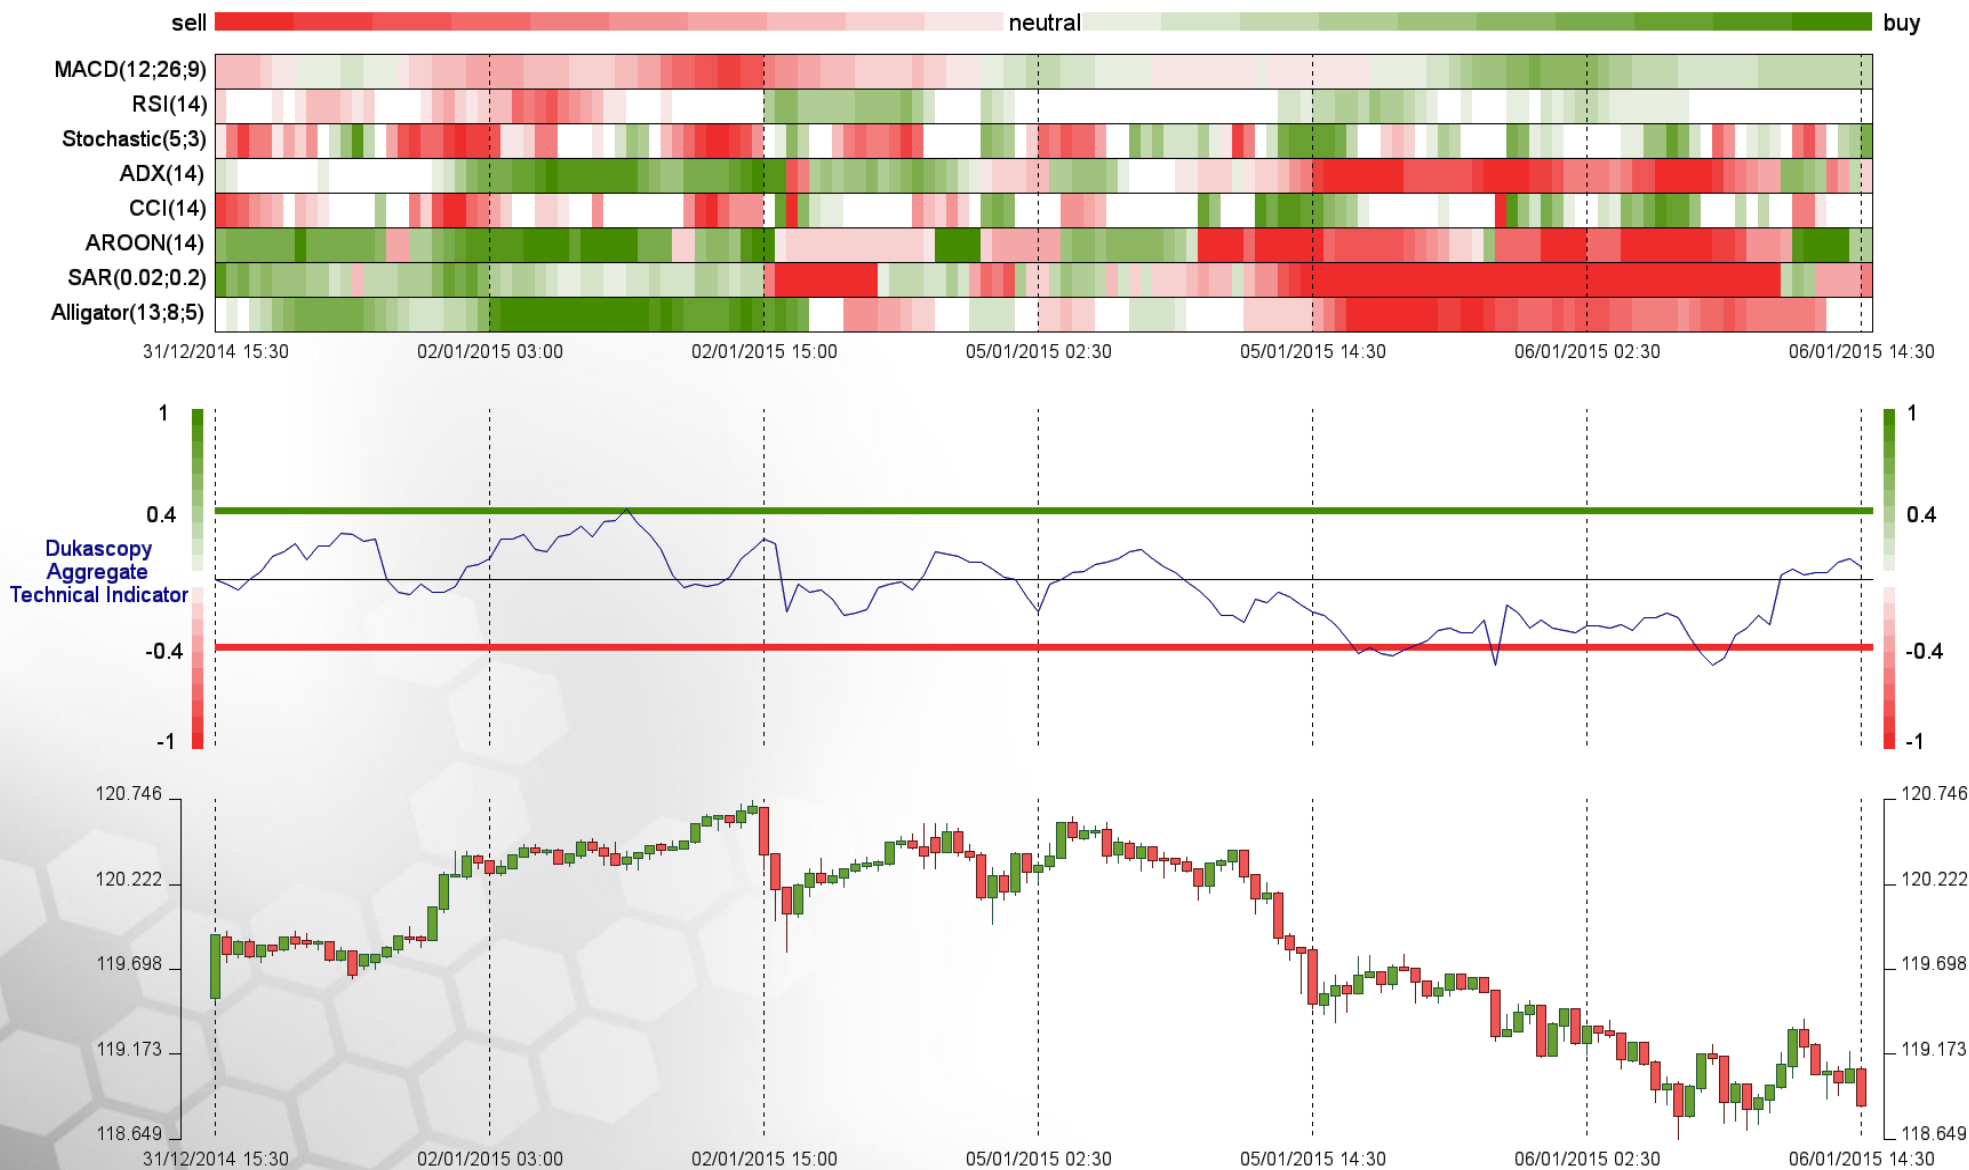 sell neutral buy
MACD(12;26;9)
RSI(14)
Stochastic(5;3)
ADX(14)
CCI(14)
AROON(14)
SAR(0.02;0.2)
Alligator(13;8;5)
31/12/2014 15:30 02/01/2015 03:00 02/01/2015 15:00 05/01/2015 02:30 05/01/2015 14:30 06/01/2015 02:30 06/01/2015 14:30
1 1
0.4 0.4
Dukascopy
Aggregate
Technical Indicator
-0.4 -0.4
-1 -1
120.746 120.746
120.222 120.222
119.698 119.698
119.173 119.173
118.649 118.649
31/12/2014 15:30 02/01/2015 03:00 02/01/2015 15:00 05/01/2015 02:30 05/01/2015 14:30 06/01/2015 02:30 06/01/2015 14:30